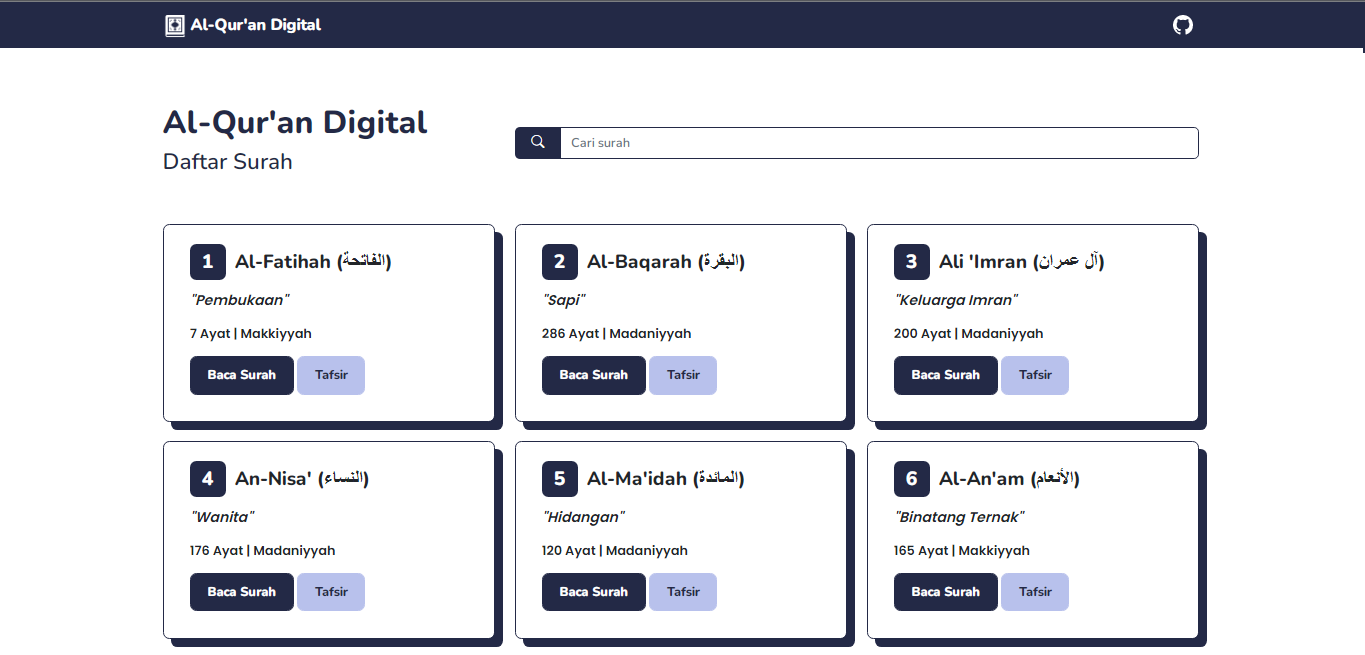 Al-Qur'an Digital
Al-Qur'an Digital
Daftar Surah
Cari surah
1 Al-Fatihah (الفاتحة)
"Pembukaan"
7 Ayat | Makkiyyah
Baca Surah Tafsir
2 Al-Baqarah (البقرة)
"Sapi"
286 Ayat | Madaniyyah
Baca Surah Tafsir
3 Ali 'Imran (آل عمران)
"Keluarga Imran"
200 Ayat | Madaniyyah
Baca Surah Tafsir
4 An-Nisa' (النساء)
"Wanita"
176 Ayat | Madaniyyah
Baca Surah Tafsir
5 Al-Ma'idah (المائدة)
"Hidangan"
120 Ayat | Madaniyyah
Baca Surah Tafsir
6 Al-An'am (الأنعام)
"Binatang Ternak"
165 Ayat | Makkiyyah
Baca Surah Tafsir